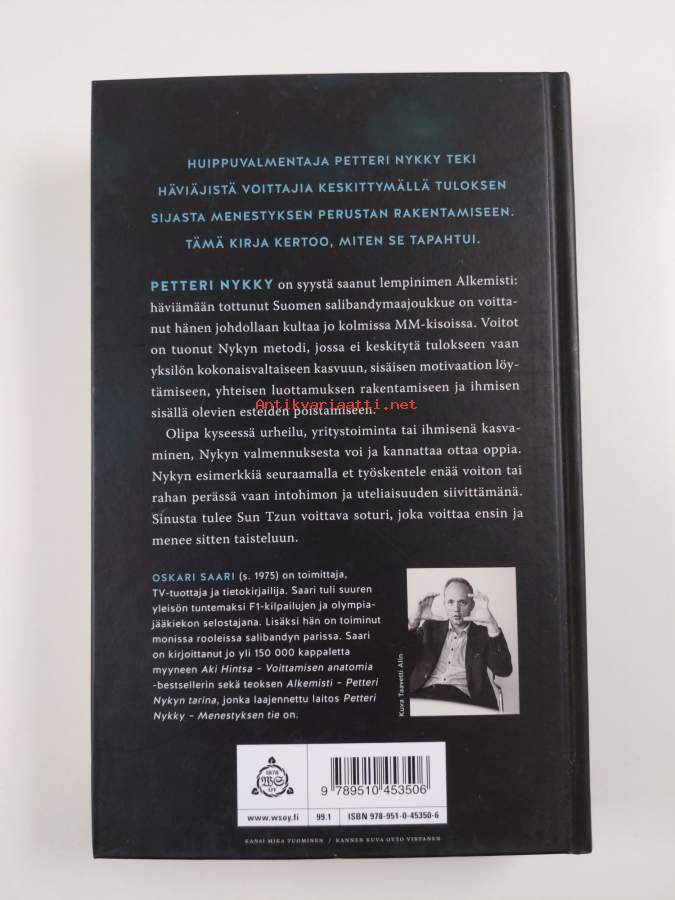 HUIPPUVALMENTAJA PETTERI NYKKY TEKI
HÄVIÄJISTÄ VOITTAJIA KESKITTYMÄLLÄ TULOKSEN
SIJASTA MENESTYKSEN PERUSTAN RAKENTAMISEEN.
TÄMÄ KIRJA KERTOO, MITEN SE TAPAHTUI.
PETTERI NYKKY on syystä saanut lempinimen Alkemisti:
häviämään tottunut Suomen salibandymaajoukkue on voitta-
nut hänen johdollaan kultaa jo kolmissa MM-kisoissa. Voitot
on tuonut Nykyn metodi, jossa ei keskitytä tulokseen vaan
yksilön kokonaisvaltaiseen kasvuun, sisäisen motivaation löy-
tämiseen, yhteisen luottamuksen rakentamiseen ja ihmisen
Antikvariaatti.net
sisällä olevien esteiden poistamiseen.
Olipa kyseessä urheilu, yritystoiminta tai ihmisenä kasva-
minen, Nykyn valmennuksesta voi ja kannattaa ottaa oppia.
Nykyn esimerkkiä seuraamalla et työskentele enää voiton tai
rahan perässä vaan intohimon ja uteliaisuuden siivittämänä.
Sinusta tulee Sun Tzun voittava soturi, joka voittaa ensin ja
menee sitten taisteluun.
OSKARI SAARI (s. 1975) on toimittaja,
TV-tuottaja ja tietokirjailija. Saari tuli suuren
yleisön tuntemaksi F1-kilpailujen ja olympia-
jääkiekon selostajana. Lisäksi hän on toiminut
monissa rooleissa salibandyn parissa. Saari
on kirjoittanut jo yli 150 000 kappaletta
myyneen Aki Hintsa – Voittamisen anatomia
-bestsellerin sekä teoksen Alkemisti – Petteri
Nykyn tarina, jonka laajennettu laitos Petteri
Nykky – Menestyksen tie on.
Kuva Taavetti Alin
1878
WS
OY
9 789510 453506
www.wsoy.fi
99.1
ISBN 978-951-0-45350-6
KANSI MIKA TUOMINEN / KANNEN KUVA OTTO VIRTANEN